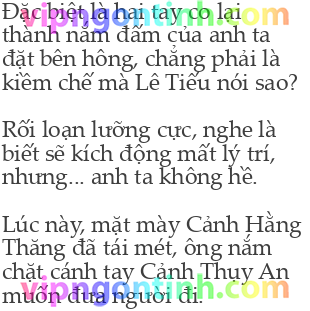 Đặc biệt là hai tay co lại
thành nắm đấm của anh ta
đặt bên hông, chẳng phải là
kiềm chế mà Lê Tiếu nói sao?
Rối loạn lưỡng cực, nghe là
biết sẽ kích động mất lý trí,
nhưng... anh ta không hề.
Lúc này, mặt mày Cảnh Hằng
Thăng đã tái mét, ông nắm
chặt cánh tay Cảnh Thụy An
muốn đưa người đi.
vipngontinh.com
vipngontinh.com